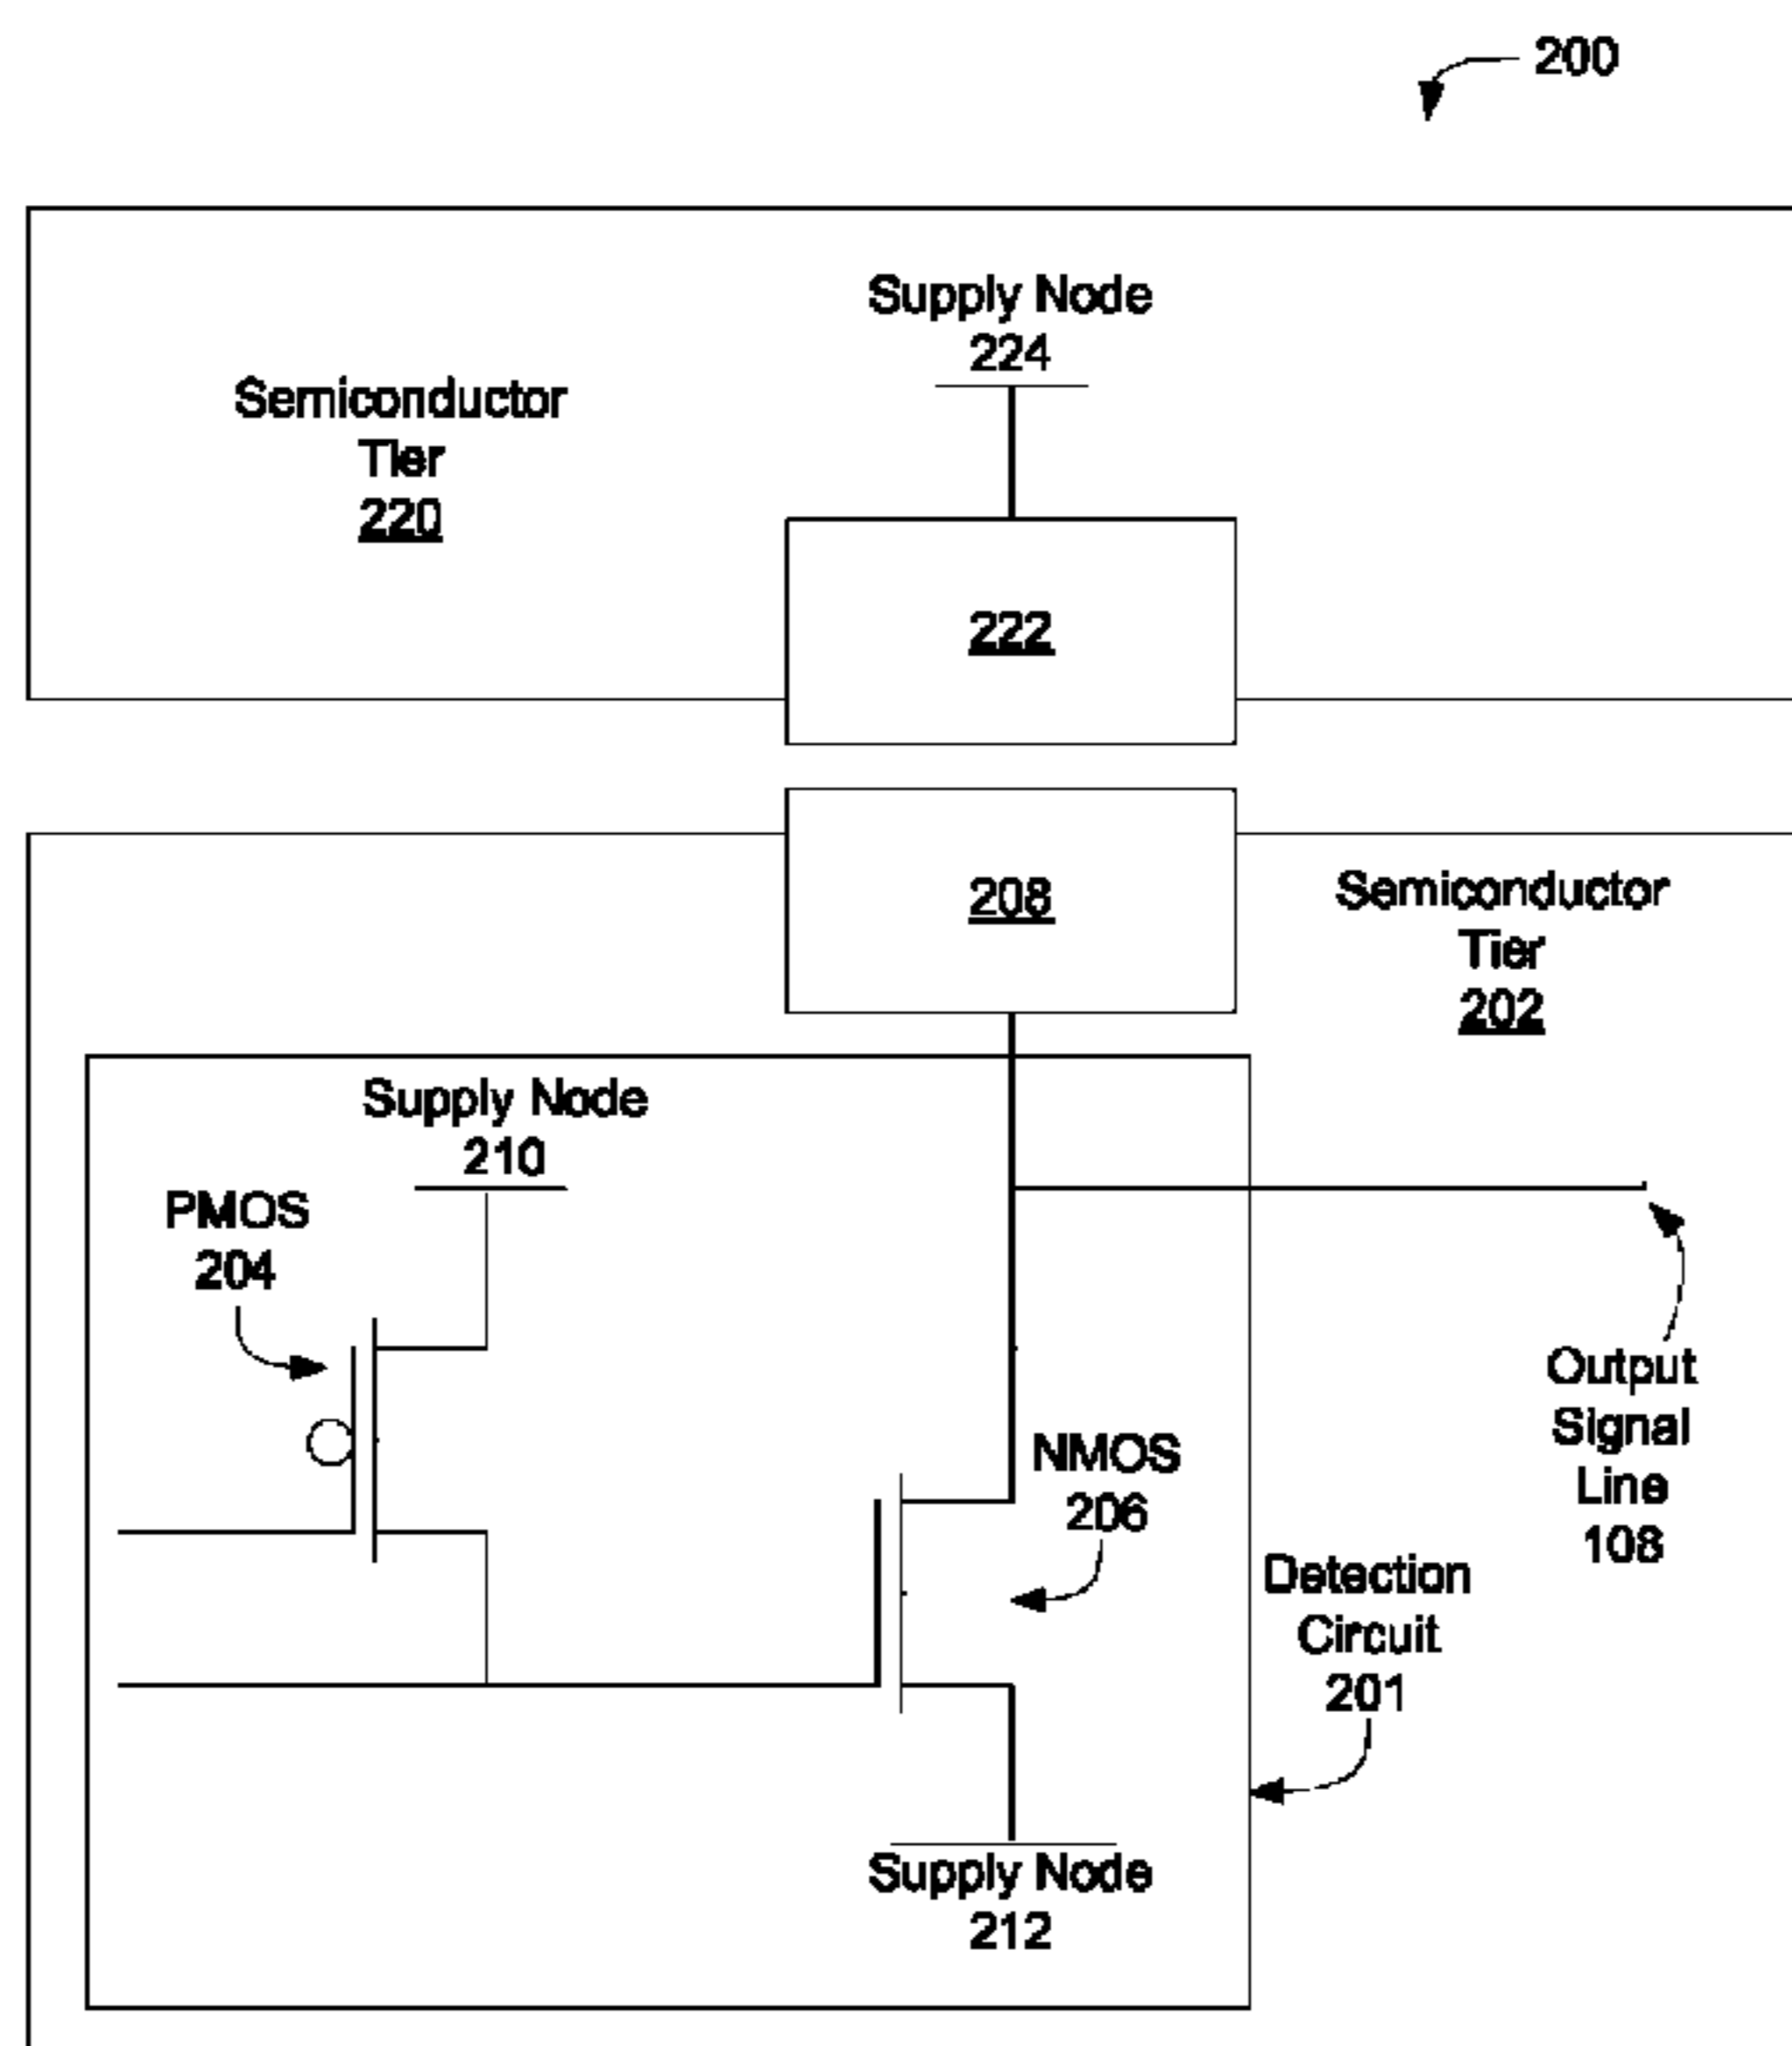 200
Supply Node
224
Semiconductor
Tier
220
222
208
Semiconductor
Tier
202
Supply Node
210
PMOS
204
NMOS
206
Output
Signal
Line
108
Detection
Circuit
201
Supply Node
212